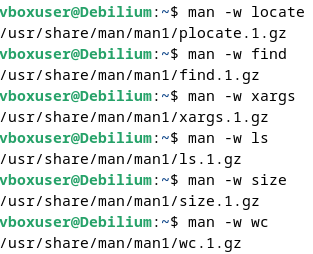 vboxuser@Debilium:~$ man -w locate
/usr/share/man/man1/plocate.1.gz
vboxuser@Debilium:~$ man -w find
/usr/share/man/man1/find.1.gz
vboxuser@Debilium:~$ man -w xargs
/usr/share/man/man1/xargs.1.gz
vboxuser@Debilium:~$ man -w ls
/usr/share/man/man1/ls.1.gz
vboxuser@Debilium:~$ man -w size
/usr/share/man/man1/size.1.gz
vboxuser@Debilium:~$ man -w wc
/usr/share/man/man1/wc.1.gz